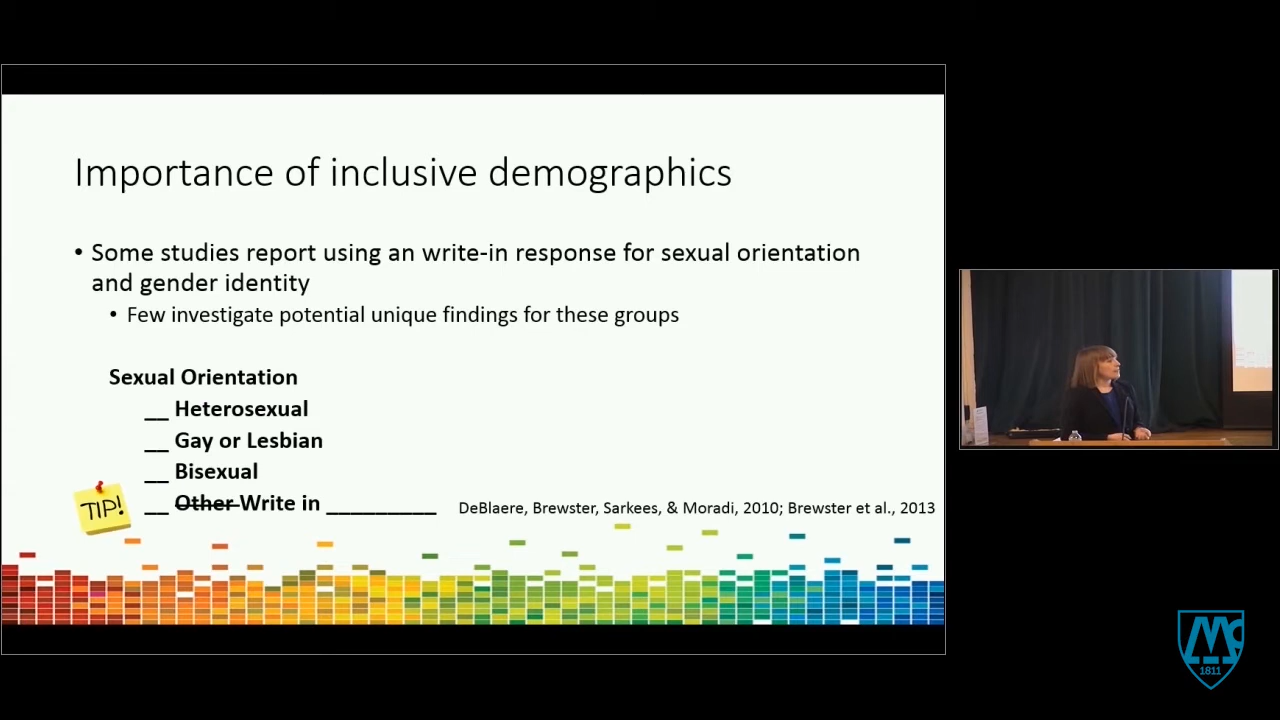 Importance of inclusive demographics
• Some studies report using an write-in response for sexual orientation
and gender identity
• Few investigate potential unique findings for these groups
Sexual Orientation
__ Heterosexual
__ Gay or Lesbian
__ Bisexual
__ Other Write in _________
TIP!
DeBlaere, Brewster, Sarkees, & Moradi, 2010; Brewster et al., 2013
Mc
1811